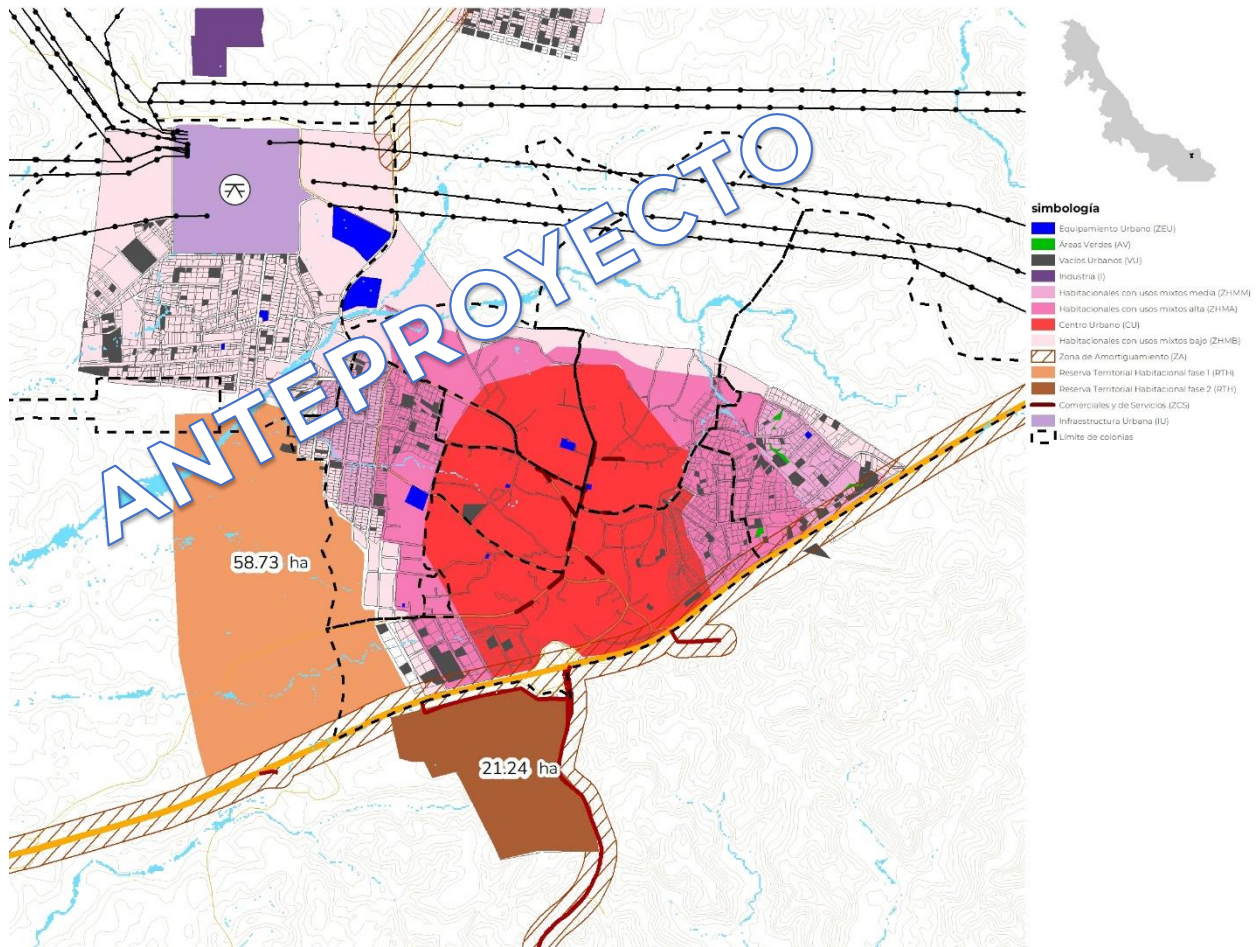 ANTEPROYECTO
58.73 ha
21.24 ha
simbología
Equipamiento Urbano (ZEU)
Áreas Verdes (AV)
Vacíos Urbanos (VU)
Industria (I)
Habitacionales con usos mixtos media (ZHMM)
Habitacionales con usos mixtos alta (ZHMA)
Centro Urbano (CU)
Habitacionales con usos mixtos bajo (ZHMB)
Zona de Amortiguamiento (ZA)
Reserva Territorial Habitacional fase 1 (RTH)
Reserva Territorial Habitacional fase 2 (RTH)
Comerciales y de Servicios (ZCS)
Infraestructura Urbana (IU)
Límite de colonias